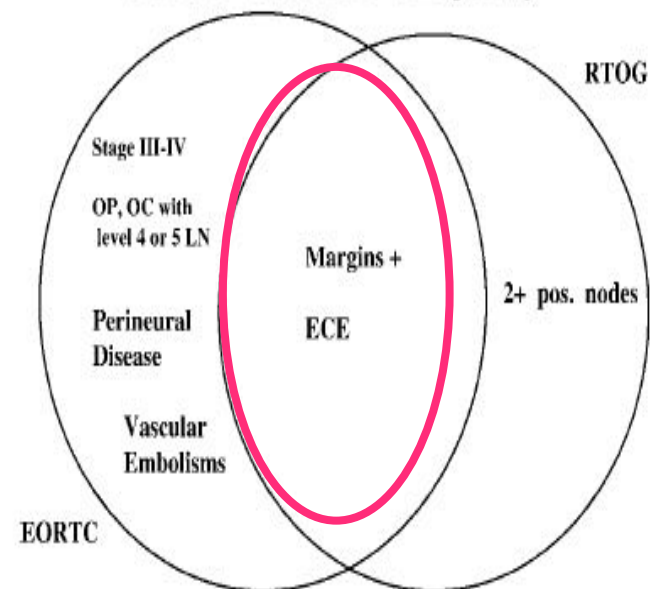 RTOG
Stage III-IV
OP, OC with
level 4 or 5 LN
Margins +
2+ pos. nodes
Perineural
Disease
ECE
Vascular
Embolisms
EORTC